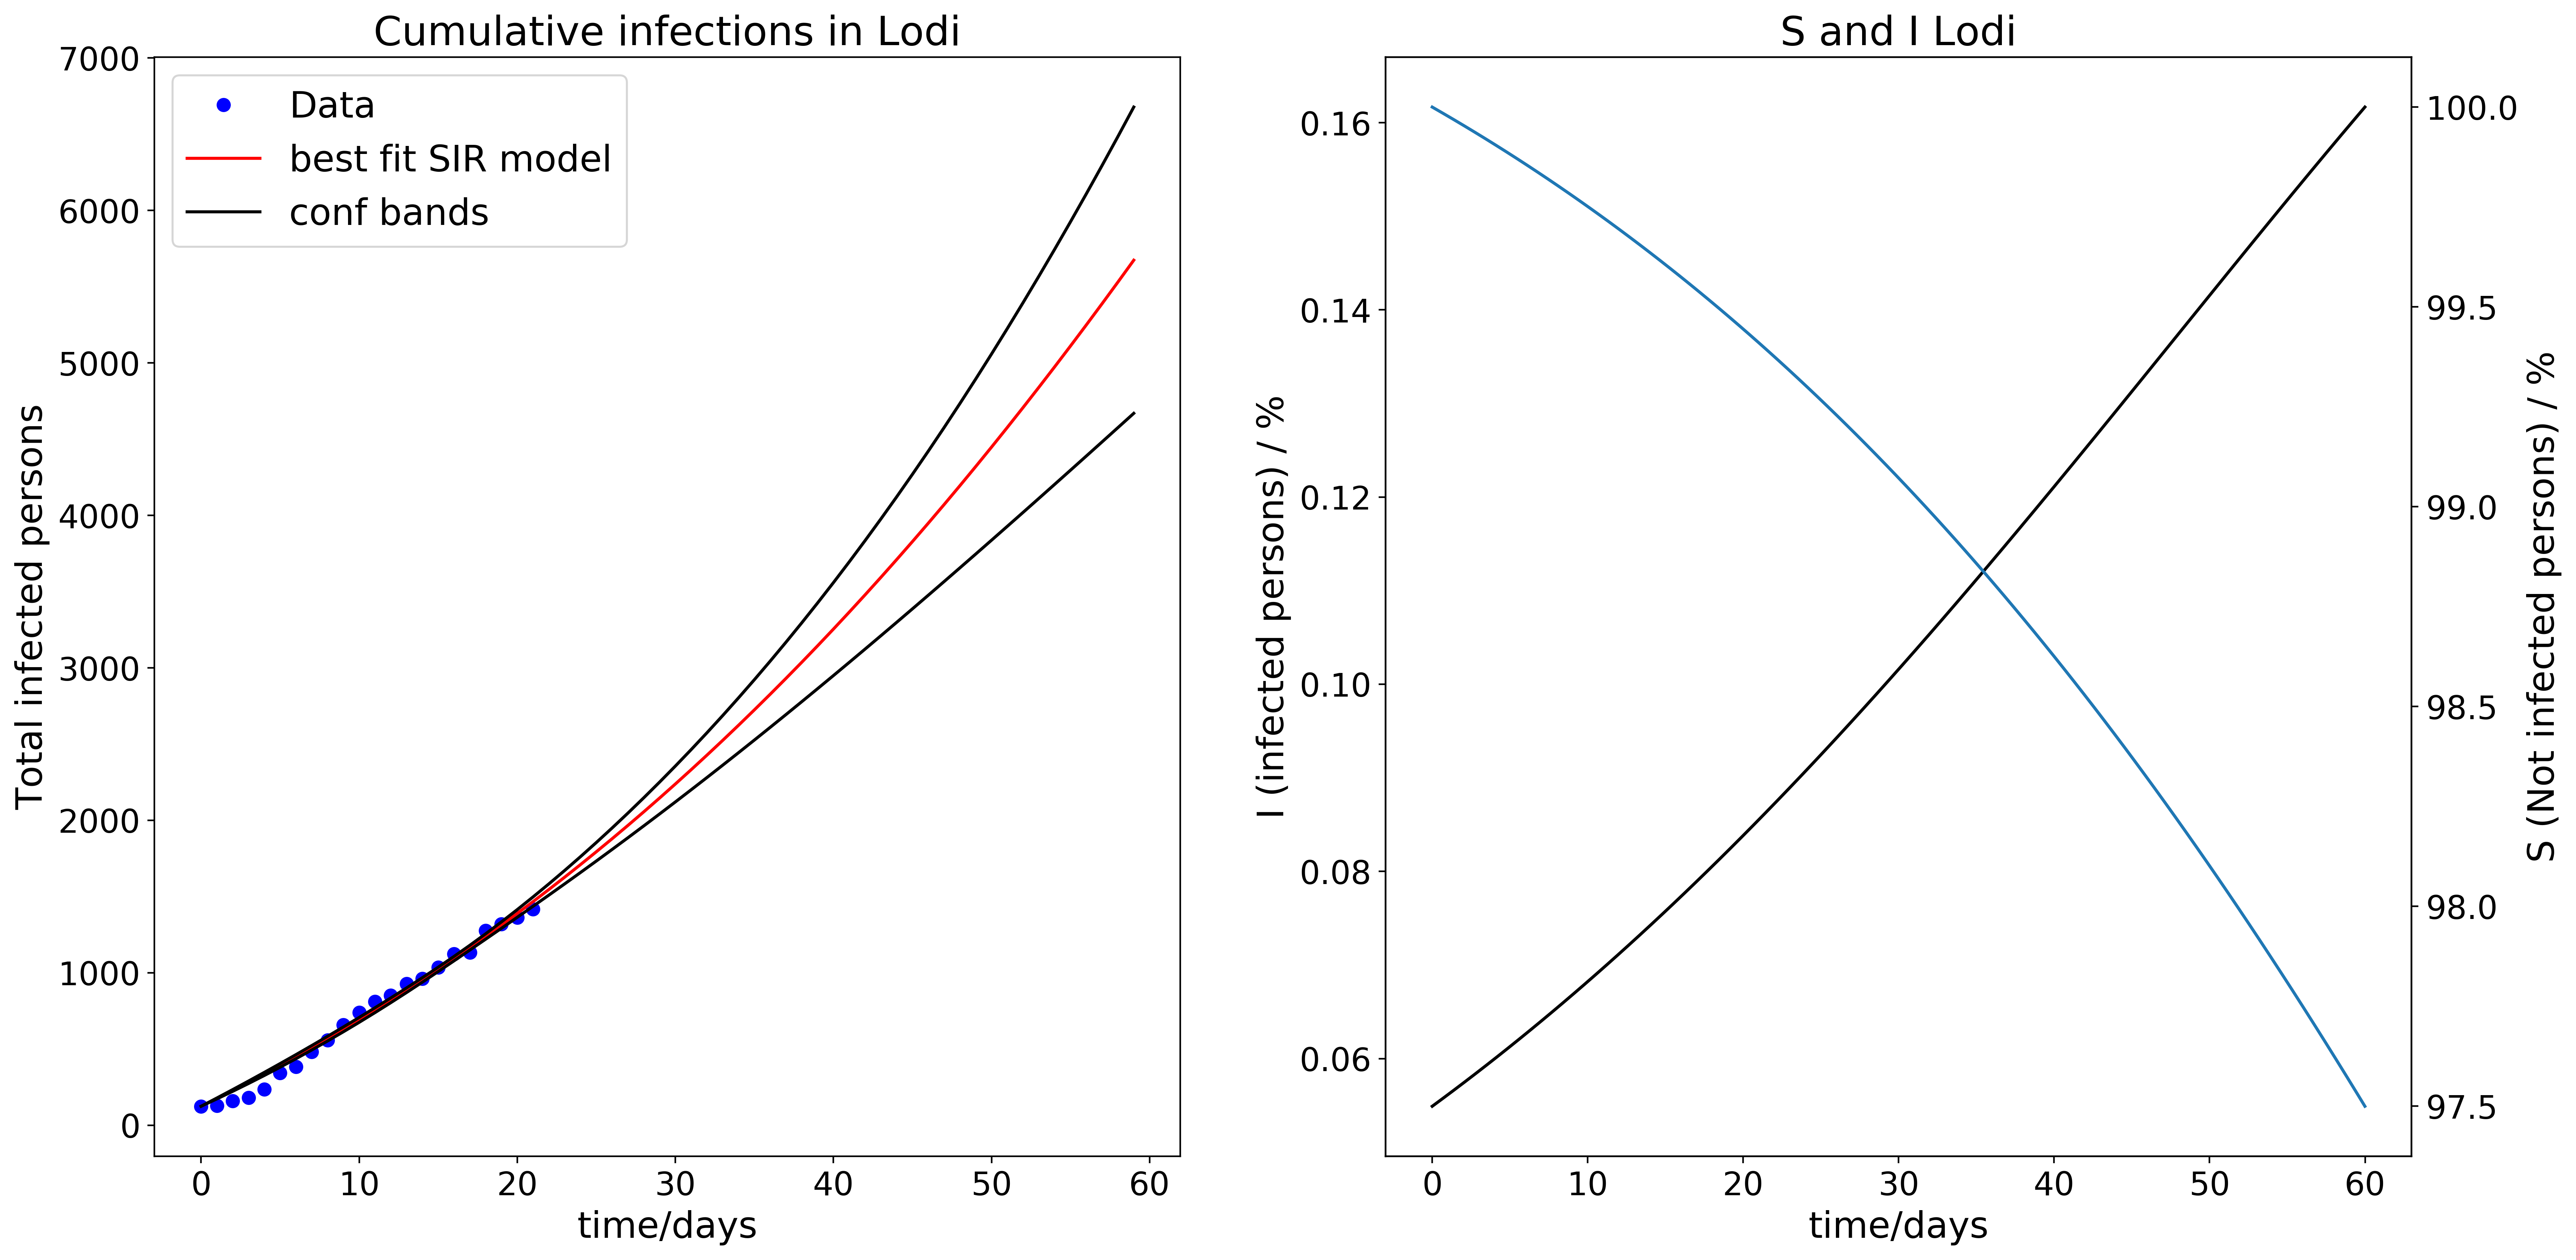 Cumulative infections in Lodi
7000
6000
5000
4000
3000
2000
1000
0
Total infected persons
Data
best fit SIR model
conf bands
0 10 20 30 40 50 60
time/days
S and I Lodi
0.16
0.14
0.12
0.10
0.08
0.06
I (infected persons) / %
100.0
99.5
99.0
98.5
98.0
97.5
S (Not infected persons) / %
0 10 20 30 40 50 60
time/days